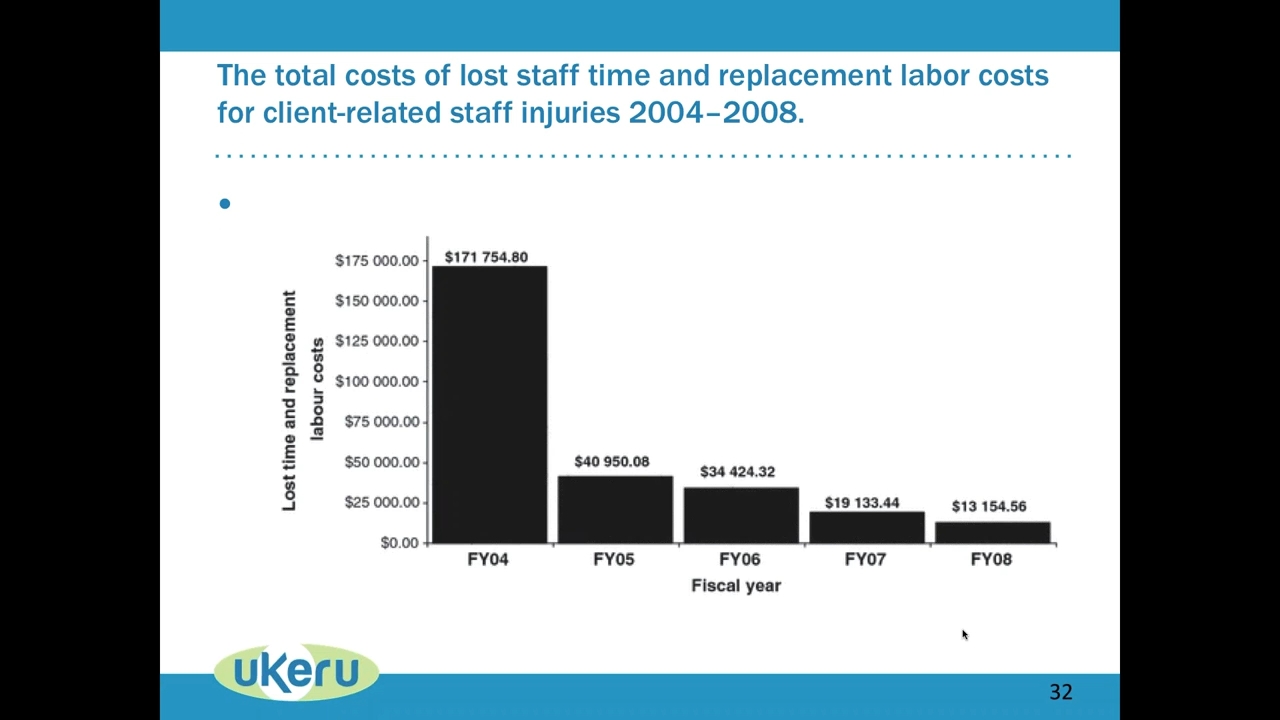 The total costs of lost staff time and replacement labor costs
for client-related staff injuries 2004–2008.
Lost time and replacement
labour costs
$175 000.00
$150 000.00
$125 000.00
$100 000.00
$75 000.00
$50 000.00
$25 000.00
$0.00
$171 754.80
$40 950.08
$34 424.32
$19 133.44
$13 154.56
FY04 FY05 FY06 FY07 FY08
Fiscal year
ukeru
32